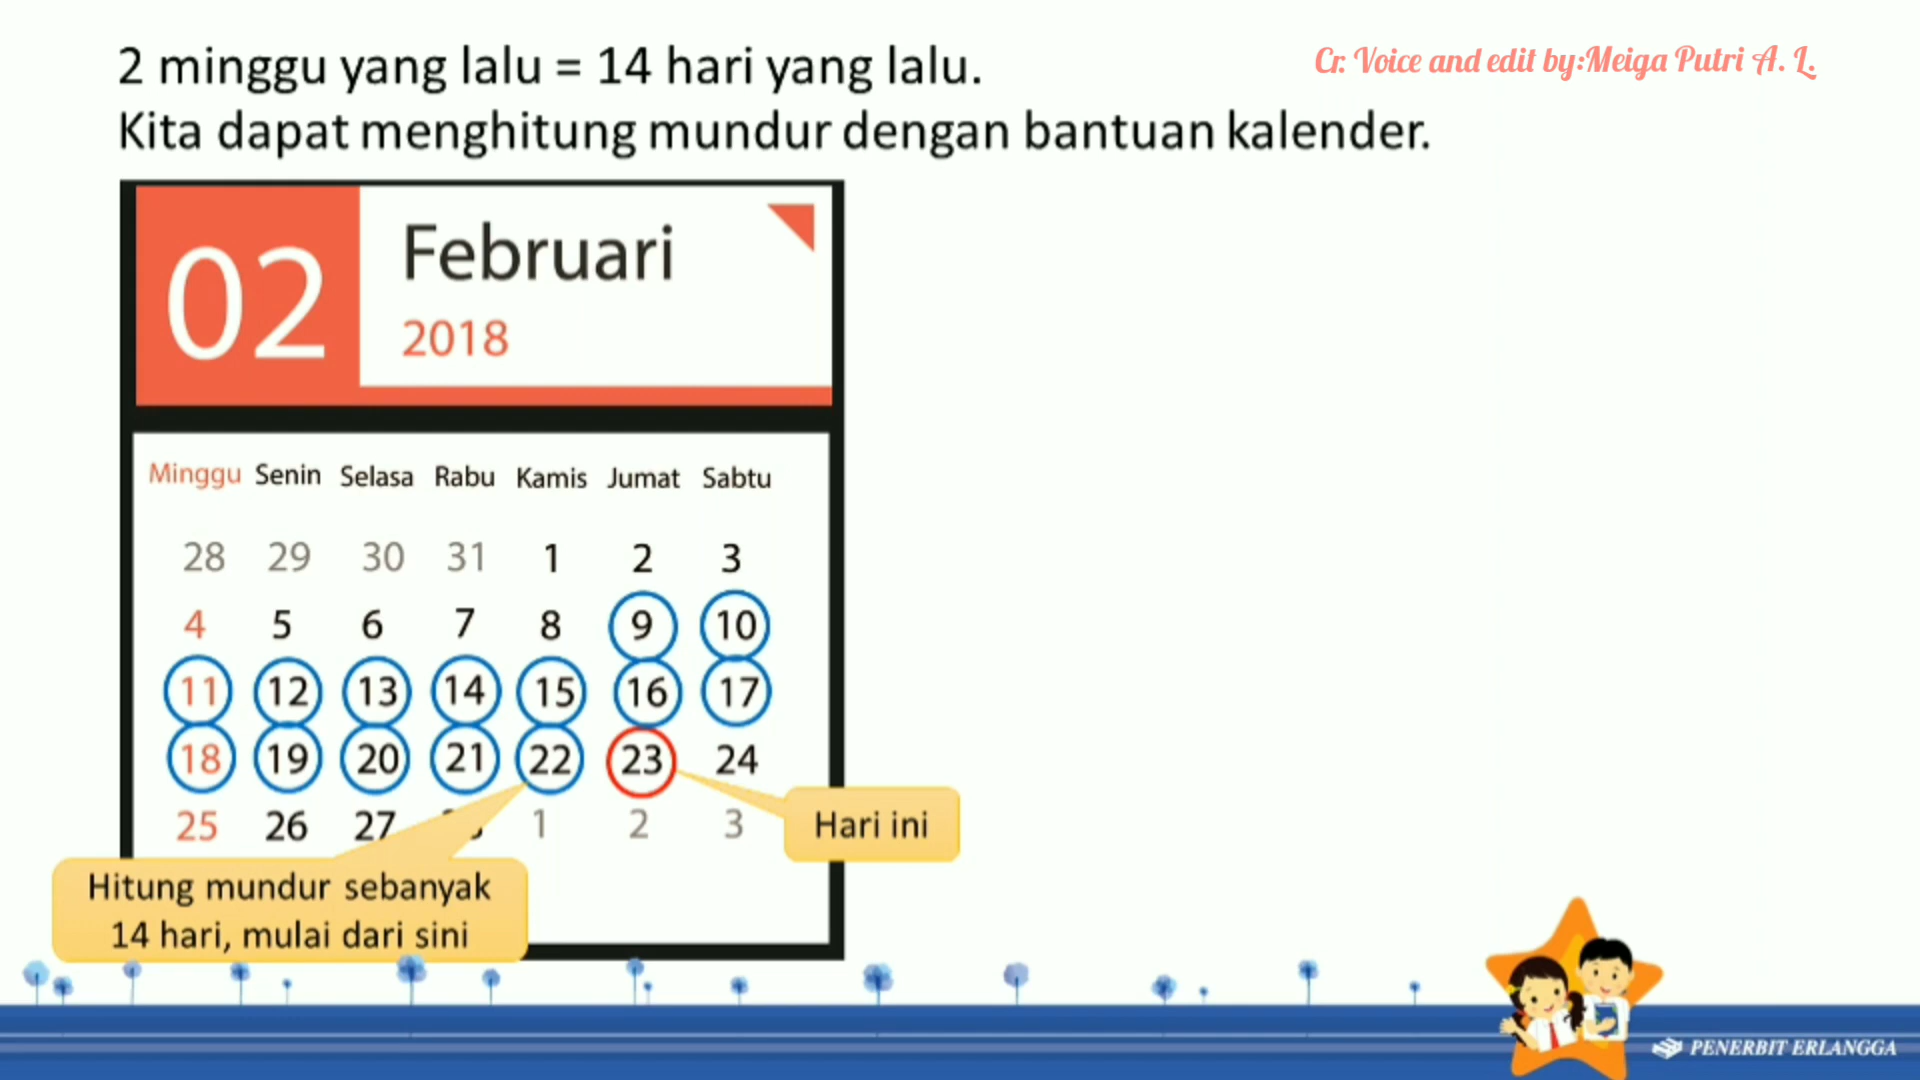 2 minggu yang lalu = 14 hari yang lalu.
Cr. Voice and edit by:Meiga Putri A. L.
Kita dapat menghitung mundur dengan bantuan kalender.
02
Februari
2018
Minggu Senin Selasa Rabu Kamis Jumat Sabtu
28 29 30 31 1 2 3
4 5 6 7 8 9 10
11 12 13 14 15 16 17
18 19 20 21 22 23 24
25 26 27 1 2 3
Hari ini
Hitung mundur sebanyak
14 hari, mulai dari sini
PENERBIT ERLANGGA